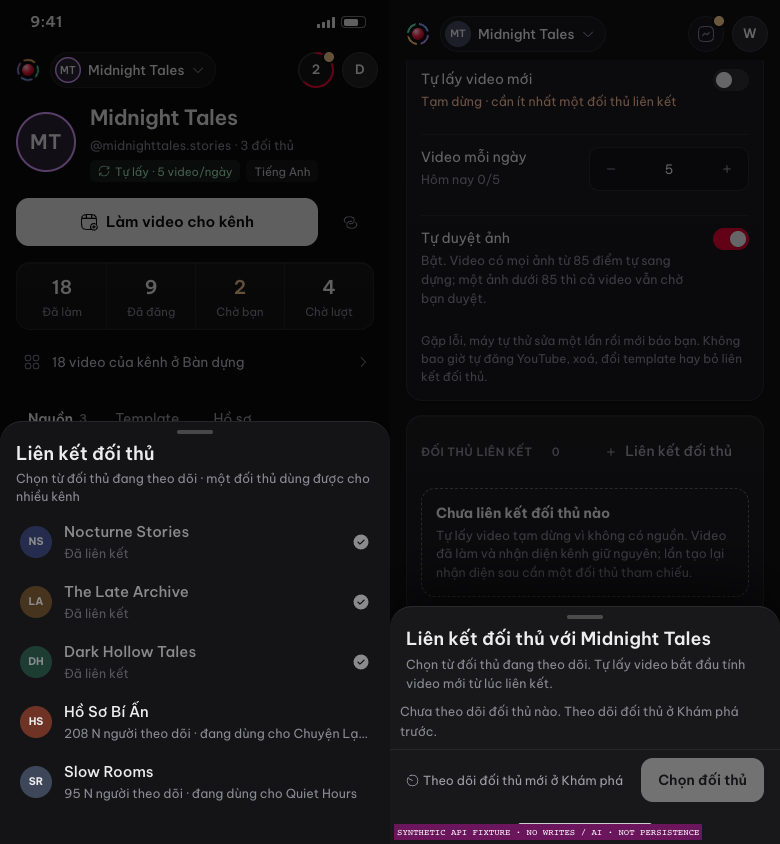 9:41
MT Midnight Tales
2
D
MT
Midnight Tales
@midnighttales.stories · 3 đối thủ
Tự lấy · 5 video/ngày
Tiếng Anh
Làm video cho kênh
18
Đã làm
9
Đã đăng
2
Chờ bạn
4
Chờ lượt
18 video của kênh ở Bàn dựng
Nguồn 3
Template
Hồ sơ
Liên kết đối thủ
Chọn từ đối thủ đang theo dõi · một đối thủ dùng được cho
nhiều kênh
NS
Nocturne Stories
Đã liên kết
LA
The Late Archive
Đã liên kết
DH
Dark Hollow Tales
Đã liên kết
HS
Hồ Sơ Bí Ẩn
208 N người theo dõi · đang dùng cho Chuyện Lạ...
SR
Slow Rooms
95 N người theo dõi · đang dùng cho Quiet Hours
MT Midnight Tales
W
Tự lấy video mới
Tạm dừng · cần ít nhất một đối thủ liên kết
Video mỗi ngày
Hôm nay 0/5
− 5 +
Tự duyệt ảnh
Bật. Video có mọi ảnh từ 85 điểm tự sang
dựng; một ảnh dưới 85 thì cả video vẫn chờ
bạn duyệt.
Gặp lỗi, máy tự thử sửa một lần rồi mới báo bạn. Không
bao giờ tự đăng YouTube, xoá, đổi template hay bỏ liên
kết đối thủ.
ĐỐI THỦ LIÊN KẾT 0
+ Liên kết đối thủ
Chưa liên kết đối thủ nào
Tự lấy video tạm dừng vì không có nguồn. Video
đã làm và nhận diện kênh giữ nguyên; lần tạo lại
nhận diện sau cần một đối thủ tham chiếu.
Liên kết đối thủ với Midnight Tales
Chọn từ đối thủ đang theo dõi. Tự lấy video bắt đầu tính
video mới từ lúc liên kết.
Chưa theo dõi đối thủ nào. Theo dõi đối thủ ở Khám phá
trước.
Theo dõi đối thủ mới ở Khám phá
Chọn đối thủ
SYNTHETIC API FIXTURE · NO WRITES / AI · NOT PERSISTENCE